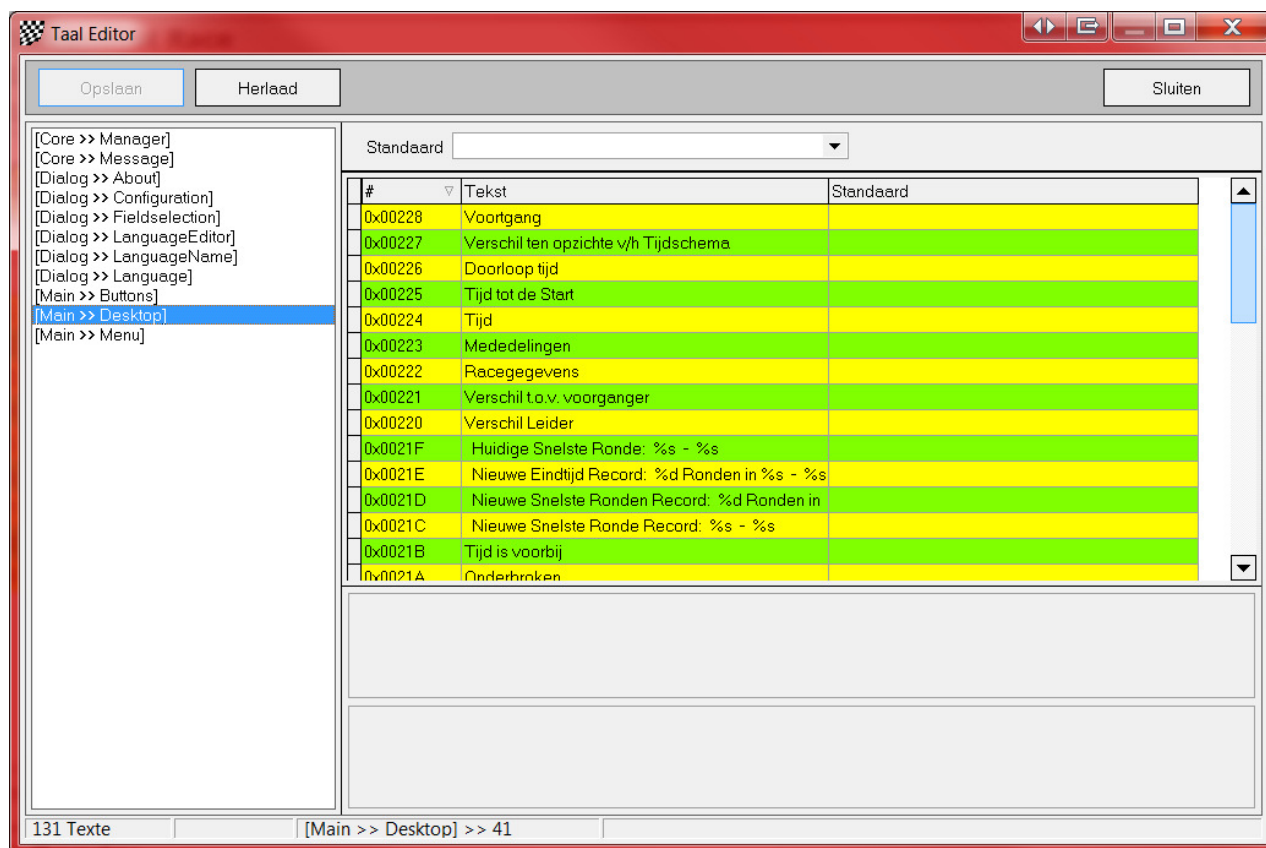 Taal Editor
Opslaan Herlaad Sluiten
[Core >> Manager]
[Core >> Message]
[Dialog >> About]
[Dialog >> Configuration]
[Dialog >> Fieldselection]
[Dialog >> LanguageEditor]
[Dialog >> LanguageName]
[Dialog >> Language]
[Main >> Buttons]
[Main >> Desktop]
[Main >> Menu]
Standaard
# Tekst Standaard
0x00228 Voortgang
0x00227 Verschil ten opzichte v/h Tijdschema
0x00226 Doorloop tijd
0x00225 Tijd tot de Start
0x00224 Tijd
0x00223 Mededelingen
0x00222 Racegegevens
0x00221 Verschil t.o.v. voorganger
0x00220 Verschil Leider
0x0021F Huidige Snelste Ronde: %s - %s
0x0021E Nieuwe Eindtijd Record: %d Ronden in %s - %s
0x0021D Nieuwe Snelste Ronden Record: %d Ronden in
0x0021C Nieuwe Snelste Ronde Record: %s - %s
0x0021B Tijd is voorbij
0x0021A Onderbroken
131 Texte [Main >> Desktop] >> 41